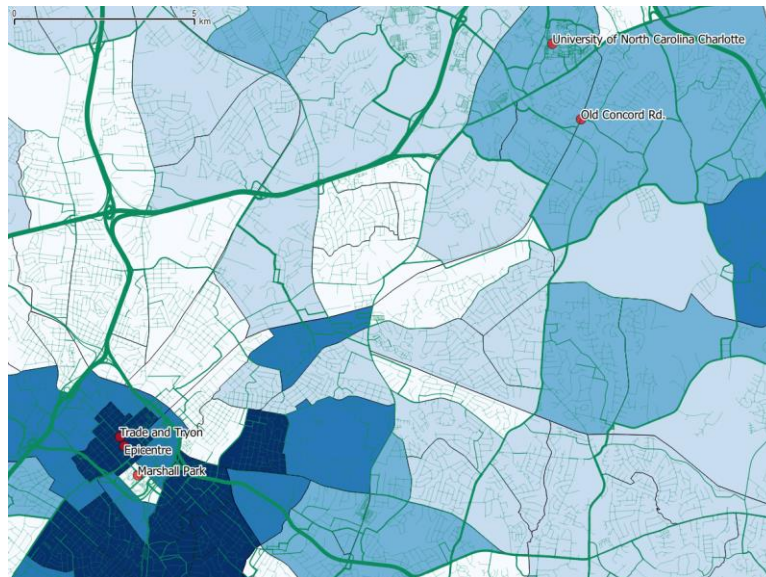 0 5
km
University of North Carolina Charlotte
Old Concord Rd.
Trade and Tryon
Epicentre
Marshall Park